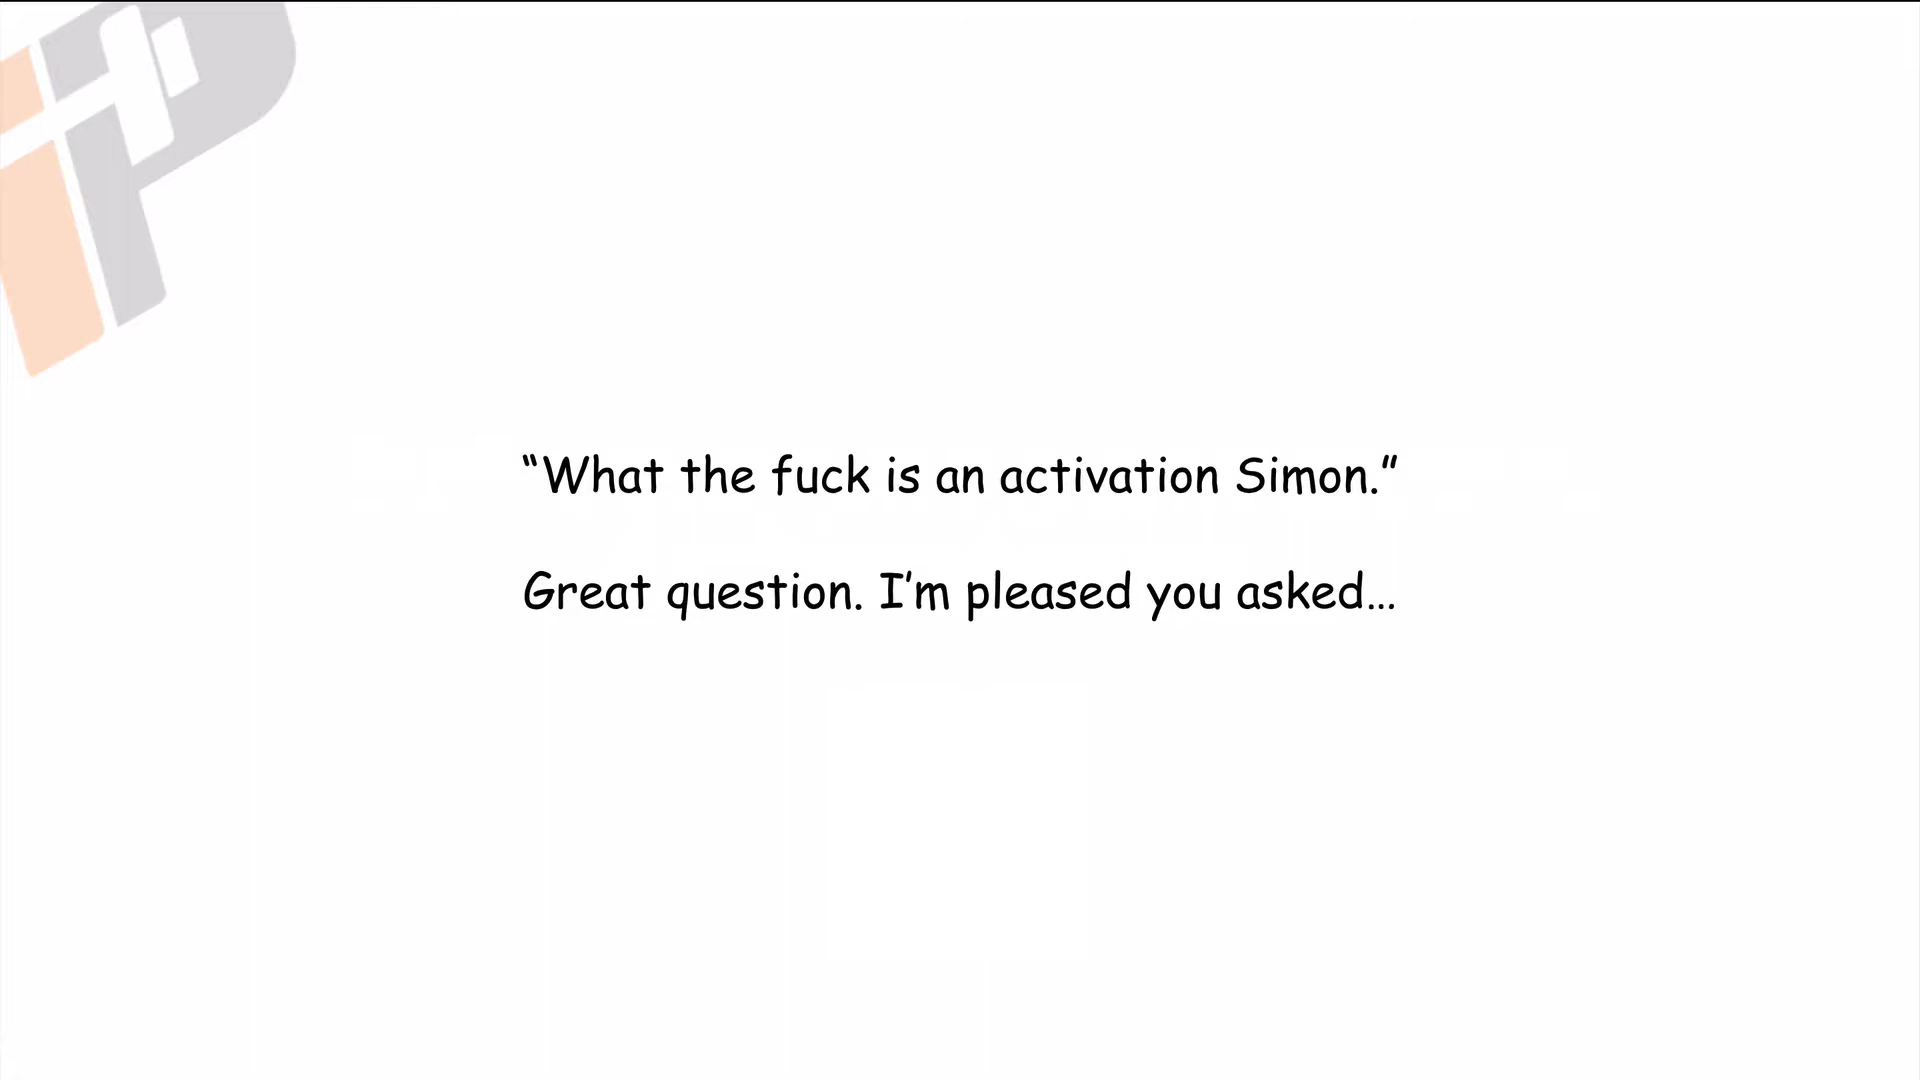 “What the fuck is an activation Simon.”
Great question. I’m pleased you asked…